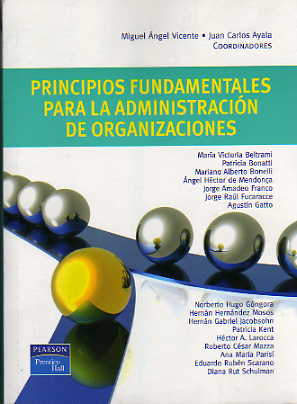 Miguel Ángel Vicente • Juan Carlos Ayala
COORDINADORES
PRINCIPIOS FUNDAMENTALES
PARA LA ADMINISTRACIÓN
DE ORGANIZACIONES
María Victoria Beltrami
Patricia Bonatti
Mariano Alberto Bonelli
Ángel Héctor de Mendonça
Jorge Amadeo Franco
Jorge Raúl Fucaracce
Agustín Gatto
Norberto Hugo Góngora
Hernán Hernández Mosos
Hernán Gabriel Jacobsohn
Patricia Kent
Héctor A. Larocca
Roberto César Mazza
Ana María Parisi
Eduardo Rubén Scarano
Diana Rut Schulman
PEARSON
Prentice
Hall